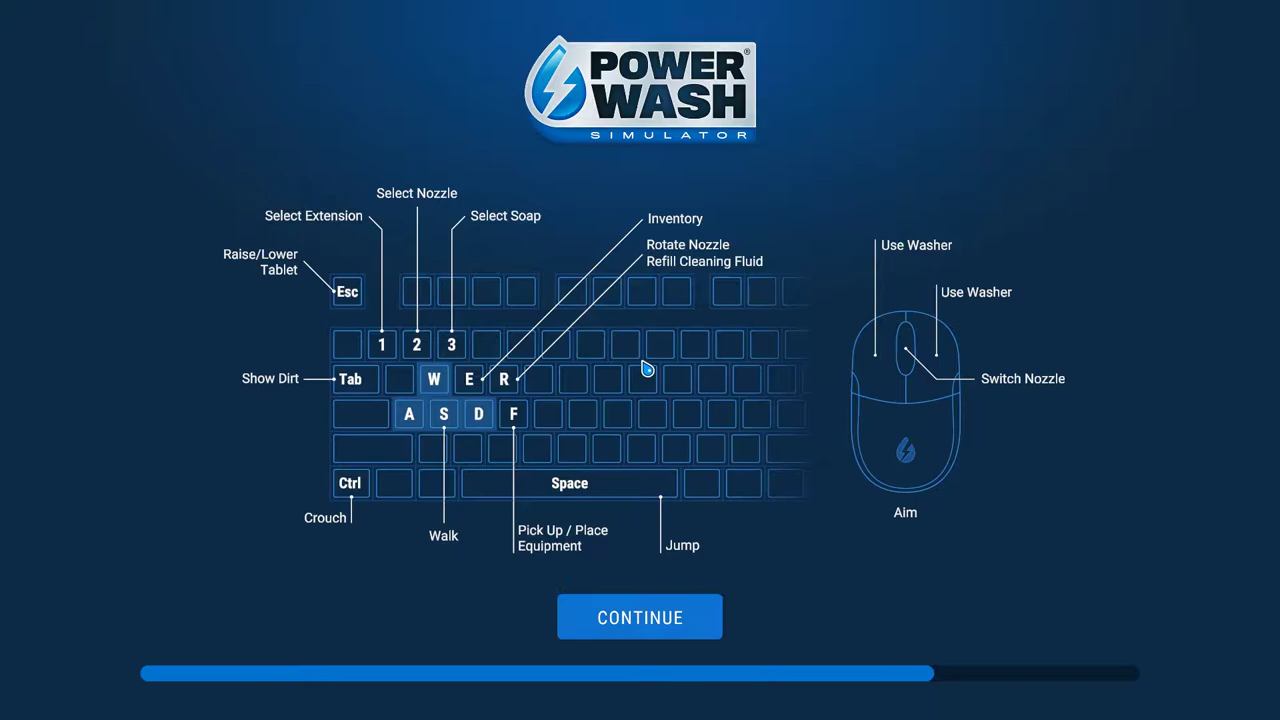 POWER®
WASH
SIMULATOR
Select Nozzle
Select Extension
Select Soap
Inventory
Raise/Lower
Tablet
Rotate Nozzle
Refill Cleaning Fluid
Use Washer
Use Washer
Esc
1 2 3
Show Dirt
Tab W E R
Switch Nozzle
A S D F
Ctrl Space
Crouch
Walk
Pick Up / Place
Equipment
Jump
Aim
CONTINUE